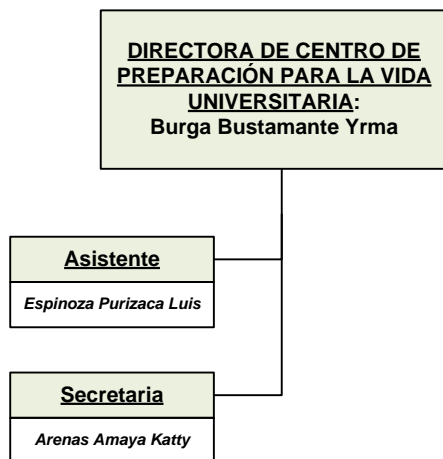 DIRECTORA DE CENTRO DE
PREPARACIÓN PARA LA VIDA
UNIVERSITARIA:
Burga Bustamante Yrma
Asistente
Espinoza Purizaca Luis
Secretaria
Arenas Amaya Katty